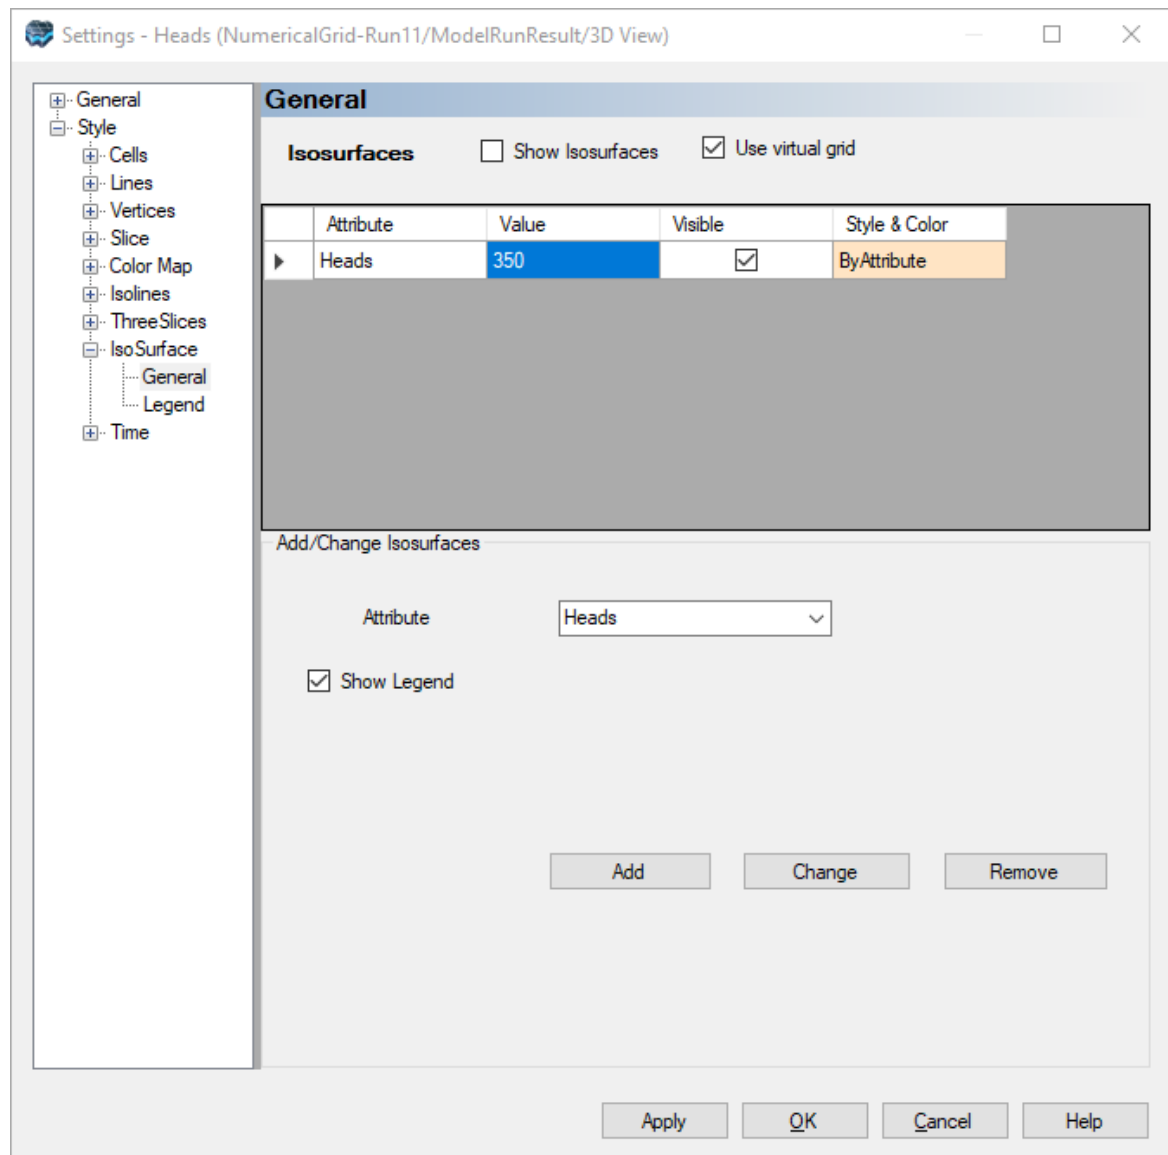 Settings - Heads (NumericalGrid-Run11/ModelRunResult/3D View)
General
Style
Cells
Lines
Vertices
Slice
Color Map
Isolines
ThreeSlices
IsoSurface
General
Legend
Time
General
Isosurfaces Show Isosurfaces Use virtual grid
Attribute Value Visible Style & Color
Heads 350 ByAttribute
Add/Change Isosurfaces
Attribute Heads
Show Legend
Add Change Remove
Apply OK Cancel Help